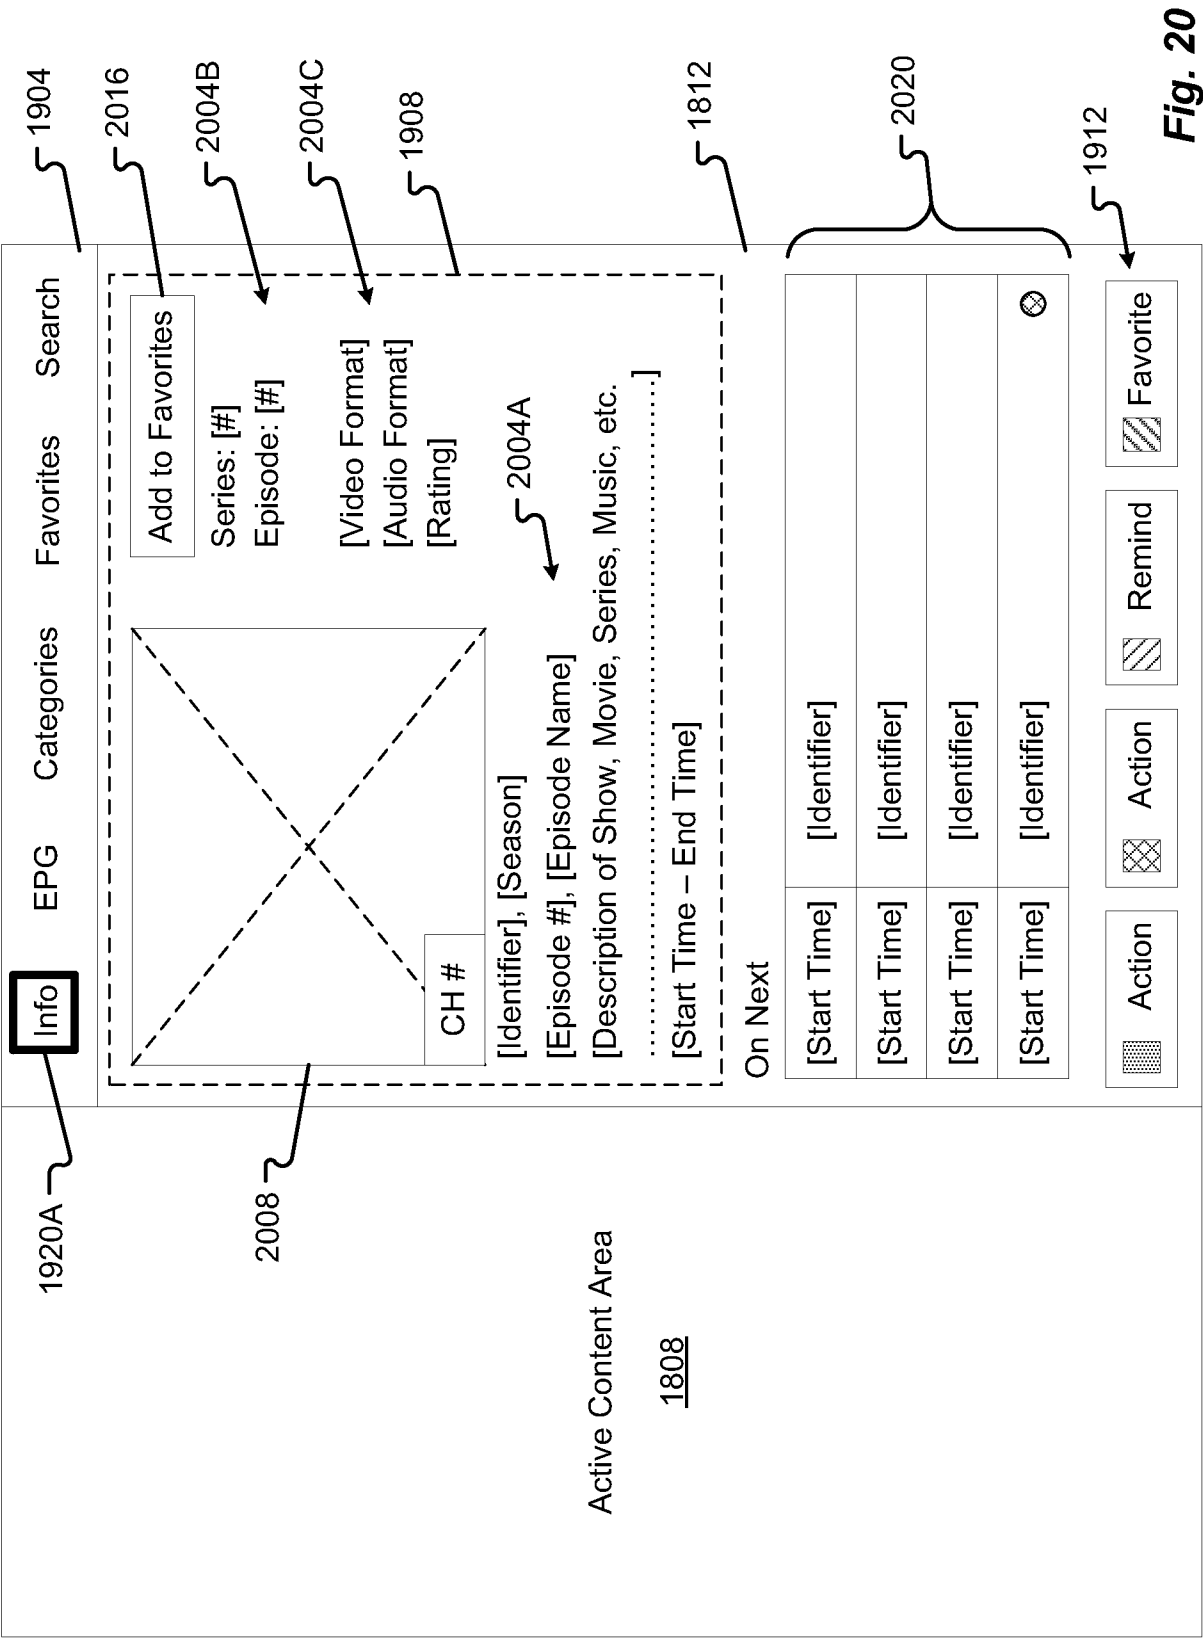 1920A
Info EPG Categories Favorites Search
1904
2008
CH #
Add to Favorites
2016
Series: [#]
Episode: [#]
2004B
[Video Format]
[Audio Format]
[Rating]
2004C
1908
[Identifier], [Season]
[Episode #], [Episode Name]
2004A
[Description of Show, Movie, Series, Music, etc.
.......................................................... ]
[Start Time – End Time]
Active Content Area
1808
On Next
1812
[Start Time] [Identifier]
[Start Time] [Identifier]
[Start Time] [Identifier]
[Start Time] [Identifier]
2020
Action Action Remind Favorite
1912
Fig. 20